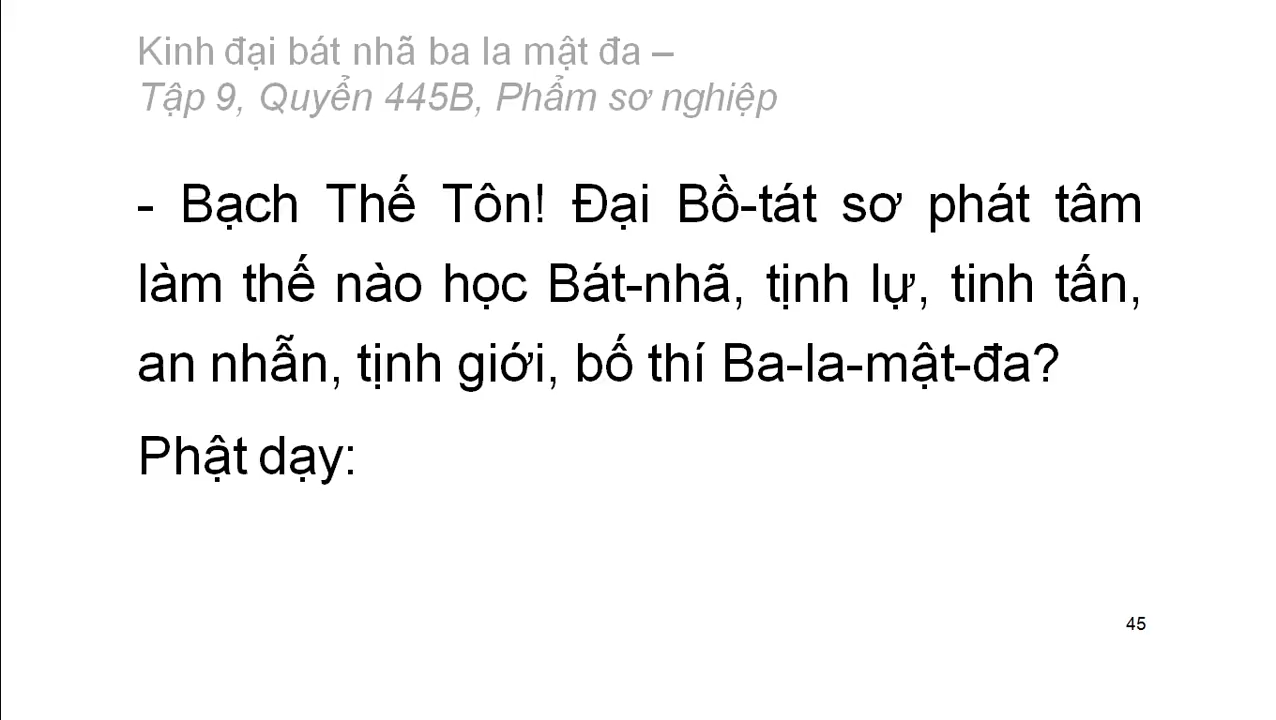 Kinh đại bát nhã ba la mật đa –
Tập 9, Quyển 445B, Phẩm sơ nghiệp
- Bạch Thế Tôn! Đại Bồ-tát sơ phát tâm
làm thế nào học Bát-nhã, tịnh lự, tinh tấn,
an nhẫn, tịnh giới, bố thí Ba-la-mật-đa?
Phật dạy:
45